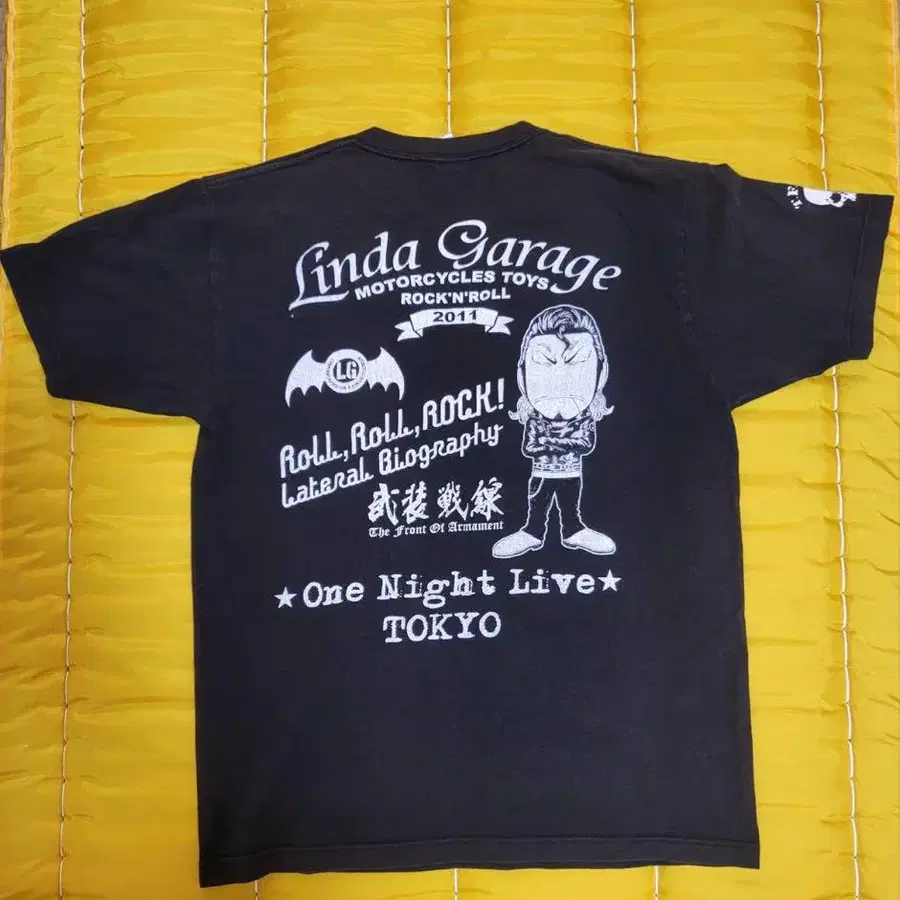 Linda Garage
MOTORCYCLES TOYS
ROCK'N'ROLL
2011
LG
Roll, Roll, ROCK!
Lateral Biography
武装戦線
The Front Of Armament
★One Night Live★
TOKYO